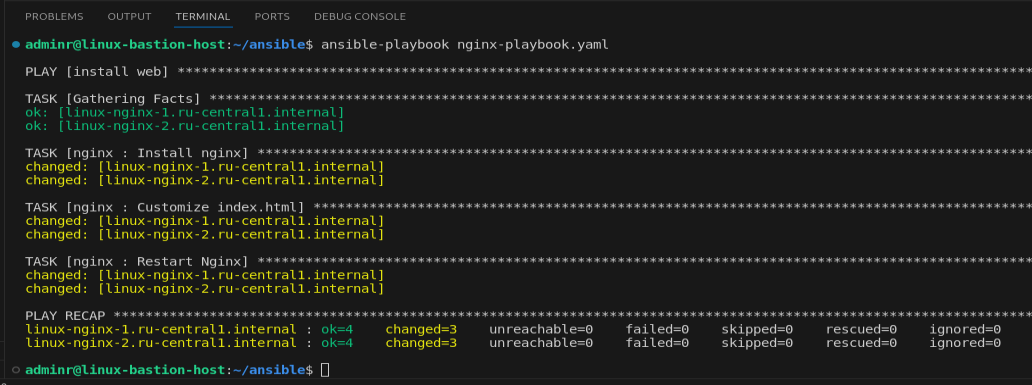 PROBLEMS OUTPUT TERMINAL PORTS DEBUG CONSOLE
adminr@linux-bastion-host:~/ansible$ ansible-playbook nginx-playbook.yaml
PLAY [install web] ***********************************************************************************************************
TASK [Gathering Facts] *******************************************************************************************************
ok: [linux-nginx-1.ru-central1.internal]
ok: [linux-nginx-2.ru-central1.internal]
TASK [nginx : Install nginx] *************************************************************************************************
changed: [linux-nginx-1.ru-central1.internal]
changed: [linux-nginx-2.ru-central1.internal]
TASK [nginx : Customize index.html] ******************************************************************************************
changed: [linux-nginx-1.ru-central1.internal]
changed: [linux-nginx-2.ru-central1.internal]
TASK [nginx : Restart Nginx] *************************************************************************************************
changed: [linux-nginx-1.ru-central1.internal]
changed: [linux-nginx-2.ru-central1.internal]
PLAY RECAP *******************************************************************************************************************
linux-nginx-1.ru-central1.internal : ok=4    changed=3    unreachable=0    failed=0    skipped=0    rescued=0    ignored=0
linux-nginx-2.ru-central1.internal : ok=4    changed=3    unreachable=0    failed=0    skipped=0    rescued=0    ignored=0
adminr@linux-bastion-host:~/ansible$